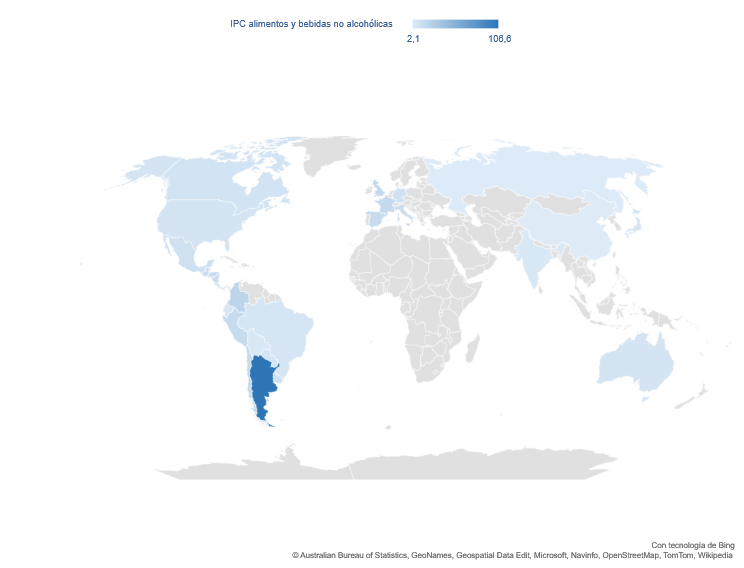 IPC alimentos y bebidas no alcohólicas
2,1 106,6
Con tecnología de Bing
© Australian Bureau of Statistics, GeoNames, Geospatial Data Edit, Microsoft, Navinfo, OpenStreetMap, TomTom, Wikipedia